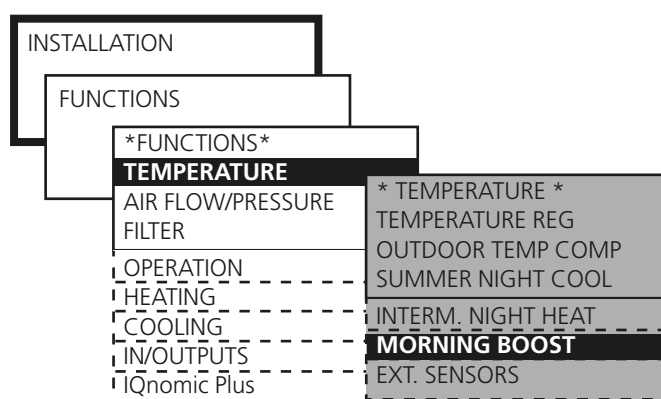 INSTALLATION
FUNCTIONS
*FUNCTIONS*
TEMPERATURE
AIR FLOW/PRESSURE
FILTER
OPERATION
HEATING
COOLING
IN/OUTPUTS
IQnomic Plus
* TEMPERATURE *
TEMPERATURE REG
OUTDOOR TEMP COMP
SUMMER NIGHT COOL
INTERM. NIGHT HEAT
MORNING BOOST
EXT. SENSORS